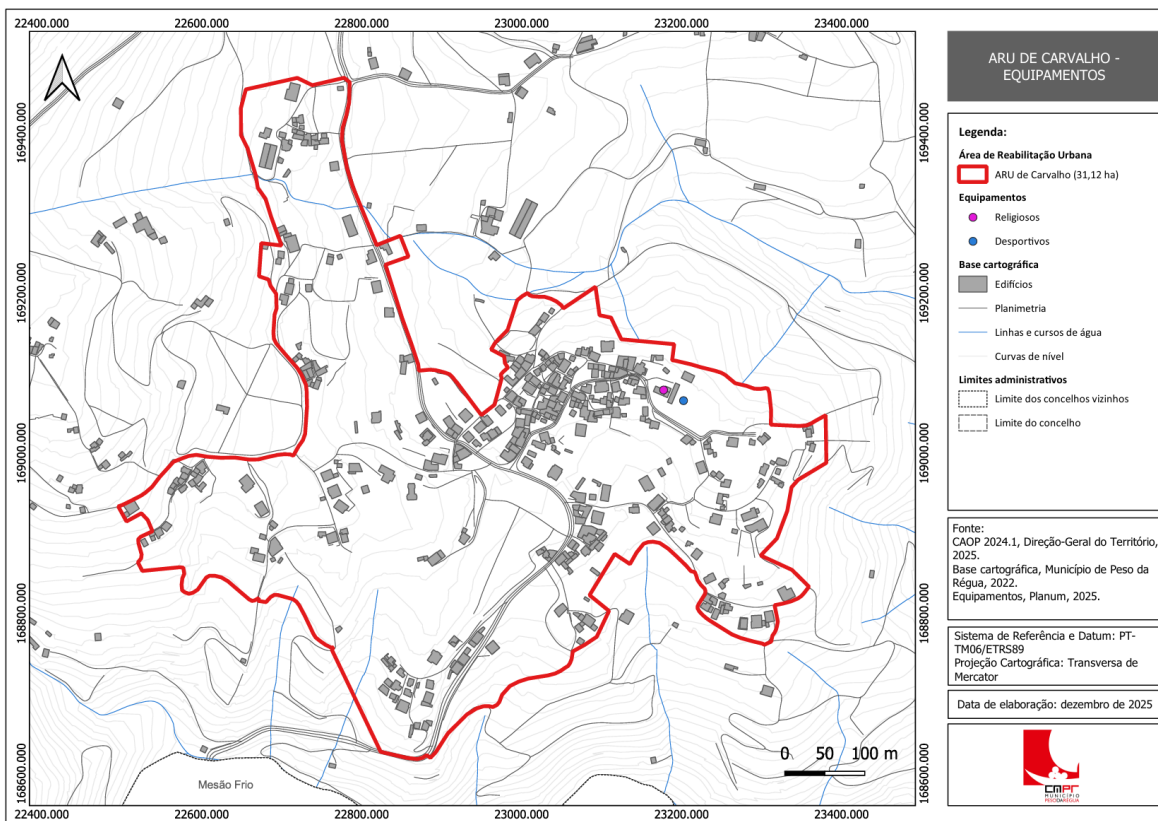 22400.000 22600.000 22800.000 23000.000 23200.000 23400.000
169400.000
169200.000
169000.000
168800.000
168600.000
169400.000
169200.000
169000.000
168800.000
168600.000
Mesão Frio
0 50 100 m
22400.000 22600.000 22800.000 23000.000 23200.000 23400.000
ARU DE CARVALHO -
EQUIPAMENTOS
Legenda:
Área de Reabilitação Urbana
ARU de Carvalho (31,12 ha)
Equipamentos
Religiosos
Desportivos
Base cartográfica
Edifícios
Planimetria
Linhas e cursos de água
Curvas de nível
Limites administrativos
Limite dos concelhos vizinhos
Limite do concelho
Fonte:
CAOP 2024.1, Direção-Geral do Território,
2025.
Base cartográfica, Município de Peso da
Régua, 2022.
Equipamentos, Planum, 2025.
Sistema de Referência e Datum: PT-
TM06/ETRS89
Projeção Cartográfica: Transversa de
Mercator
Data de elaboração: dezembro de 2025
CMPR
MUNICÍPIO
PESO DA RÉGUA